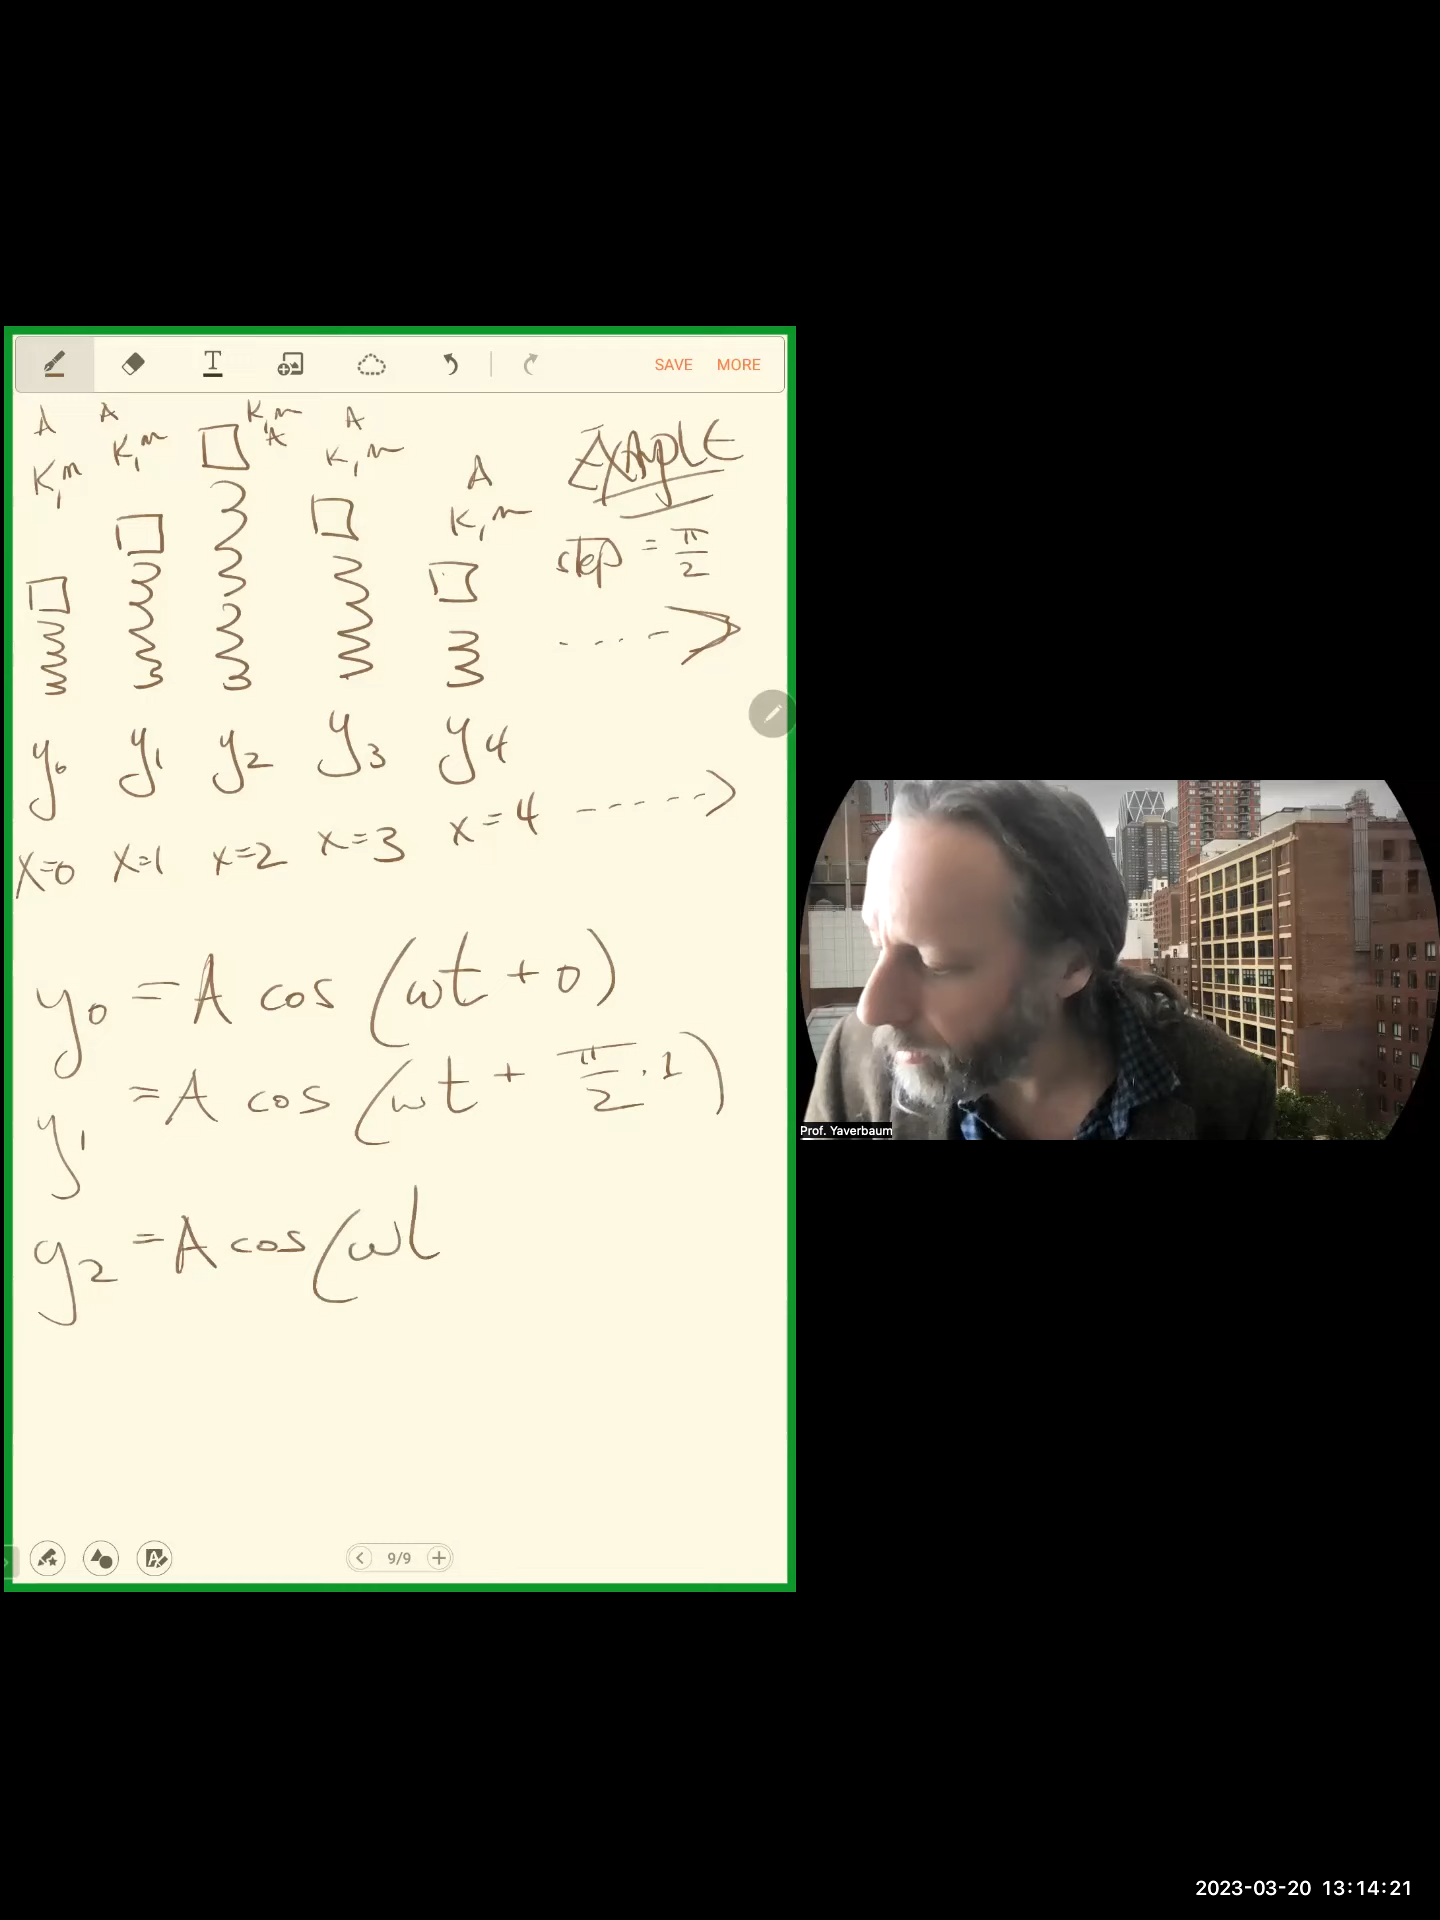 T SAVE MORE
A A K,m A
K,m K,m A K,m A K,m
EXAPLE
step = π/2
y0 y1 y2 y3 y4
x=0 x=1 x=2 x=3 x=4
y0 = A cos (ωt + 0)
y1 = A cos (ωt + π/2 · 1)
y2 = A cos (ωt
Prof. Yaverbaum
9/9
2023-03-20 13:14:21